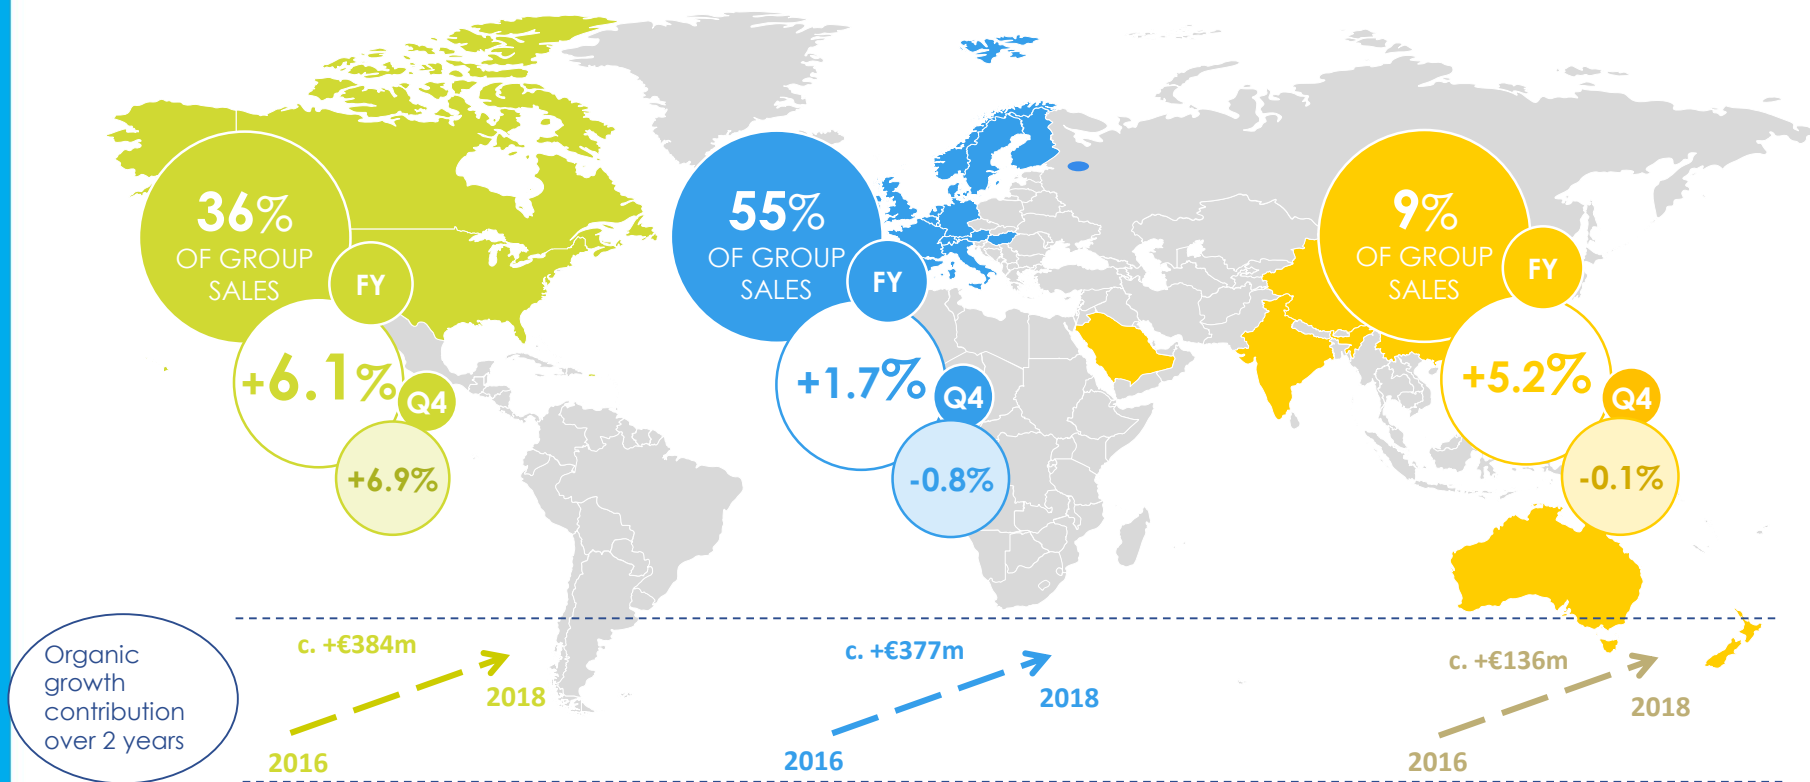 36%
OF GROUP
SALES
FY
+6.1%
Q4
+6.9%
55%
OF GROUP
SALES
FY
+1.7%
Q4
-0.8%
9%
OF GROUP
SALES
FY
+5.2%
Q4
-0.1%
Organic
growth
contribution
over 2 years
c. +€384m
2018
2016
c. +€377m
2018
2016
c. +€136m
2018
2016